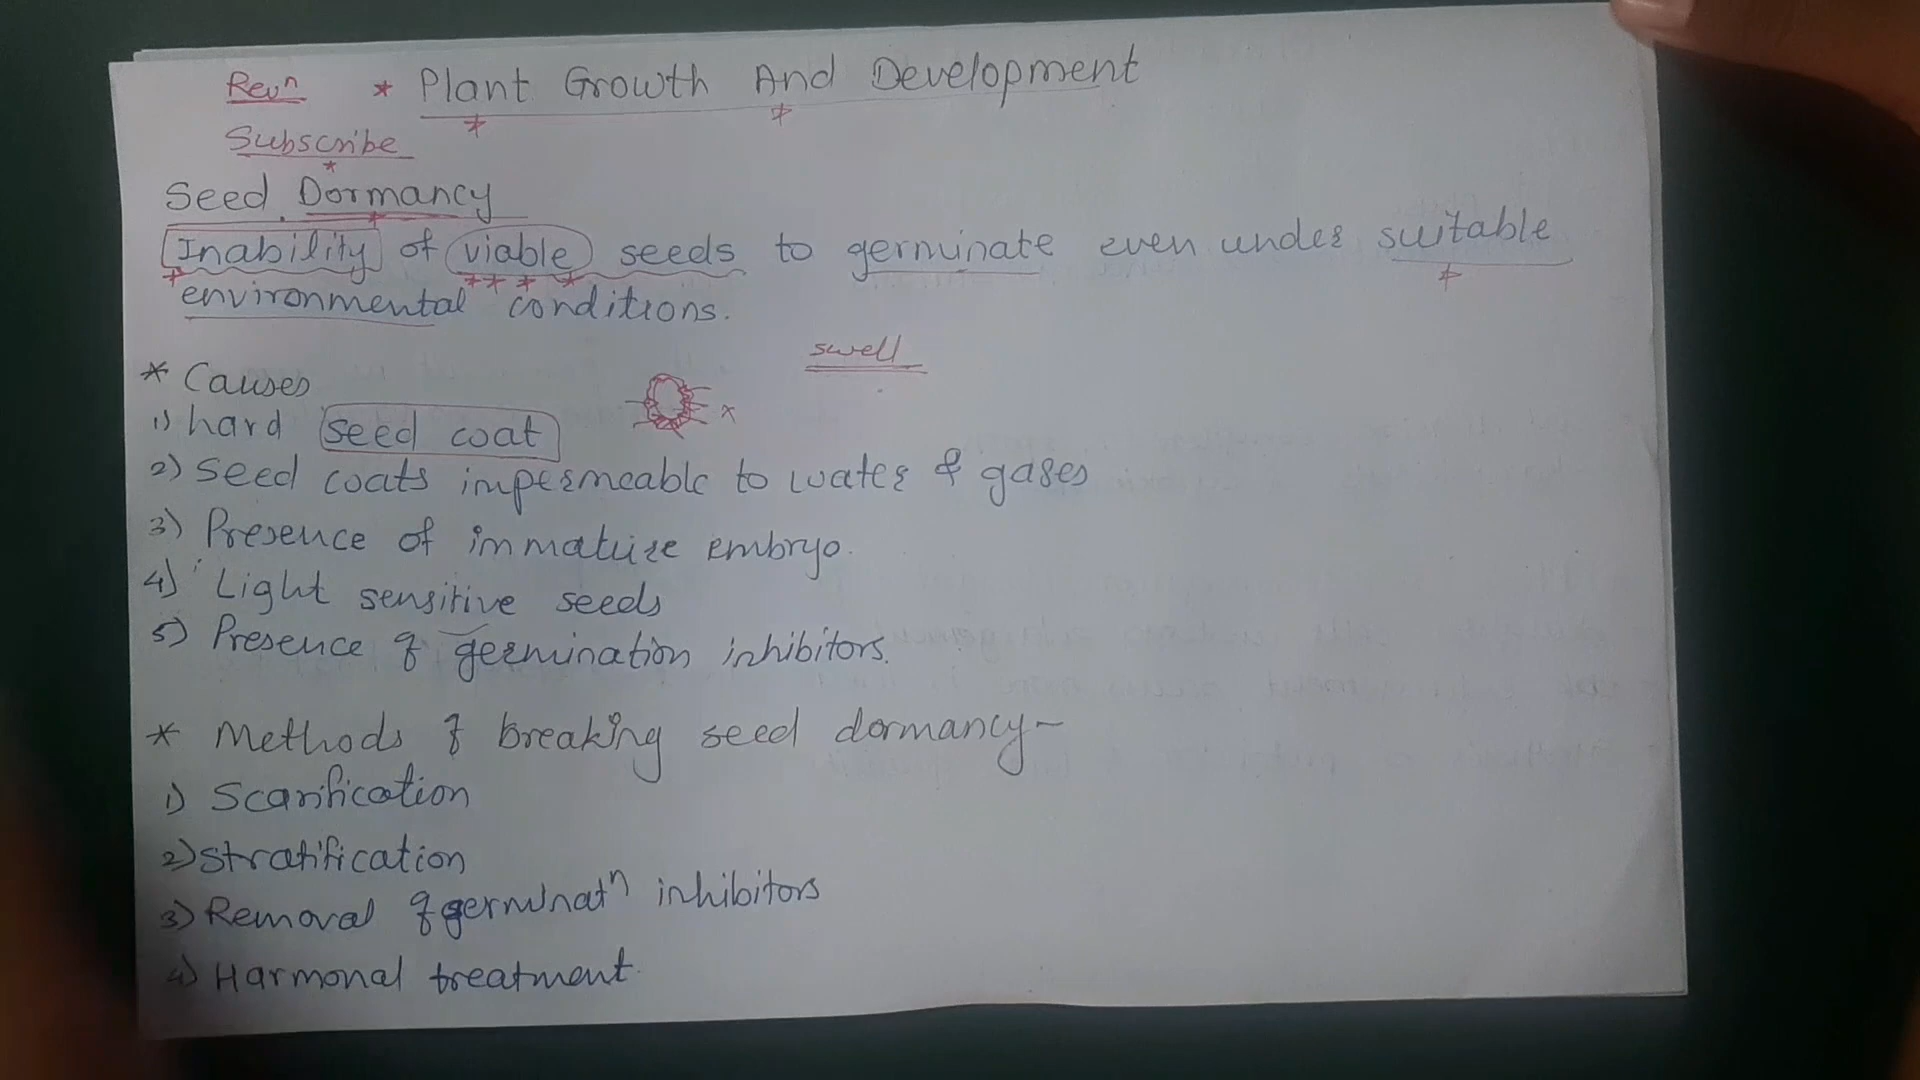 Revn * Plant Growth And Development
Subscribe
Seed Dormancy
Inability of viable seeds to germinate even under suitable
environmental conditions.
swell
* Causes
1) hard seed coat
2) Seed coats impermeable to water & gases
3) Presence of immature embryo.
4) Light sensitive seeds
5) Presence of germination inhibitors.
* Methods of breaking seed dormancy-
1) Scarification
2) Stratification
3) Removal of germinatn inhibitors
4) Harmonal treatment.